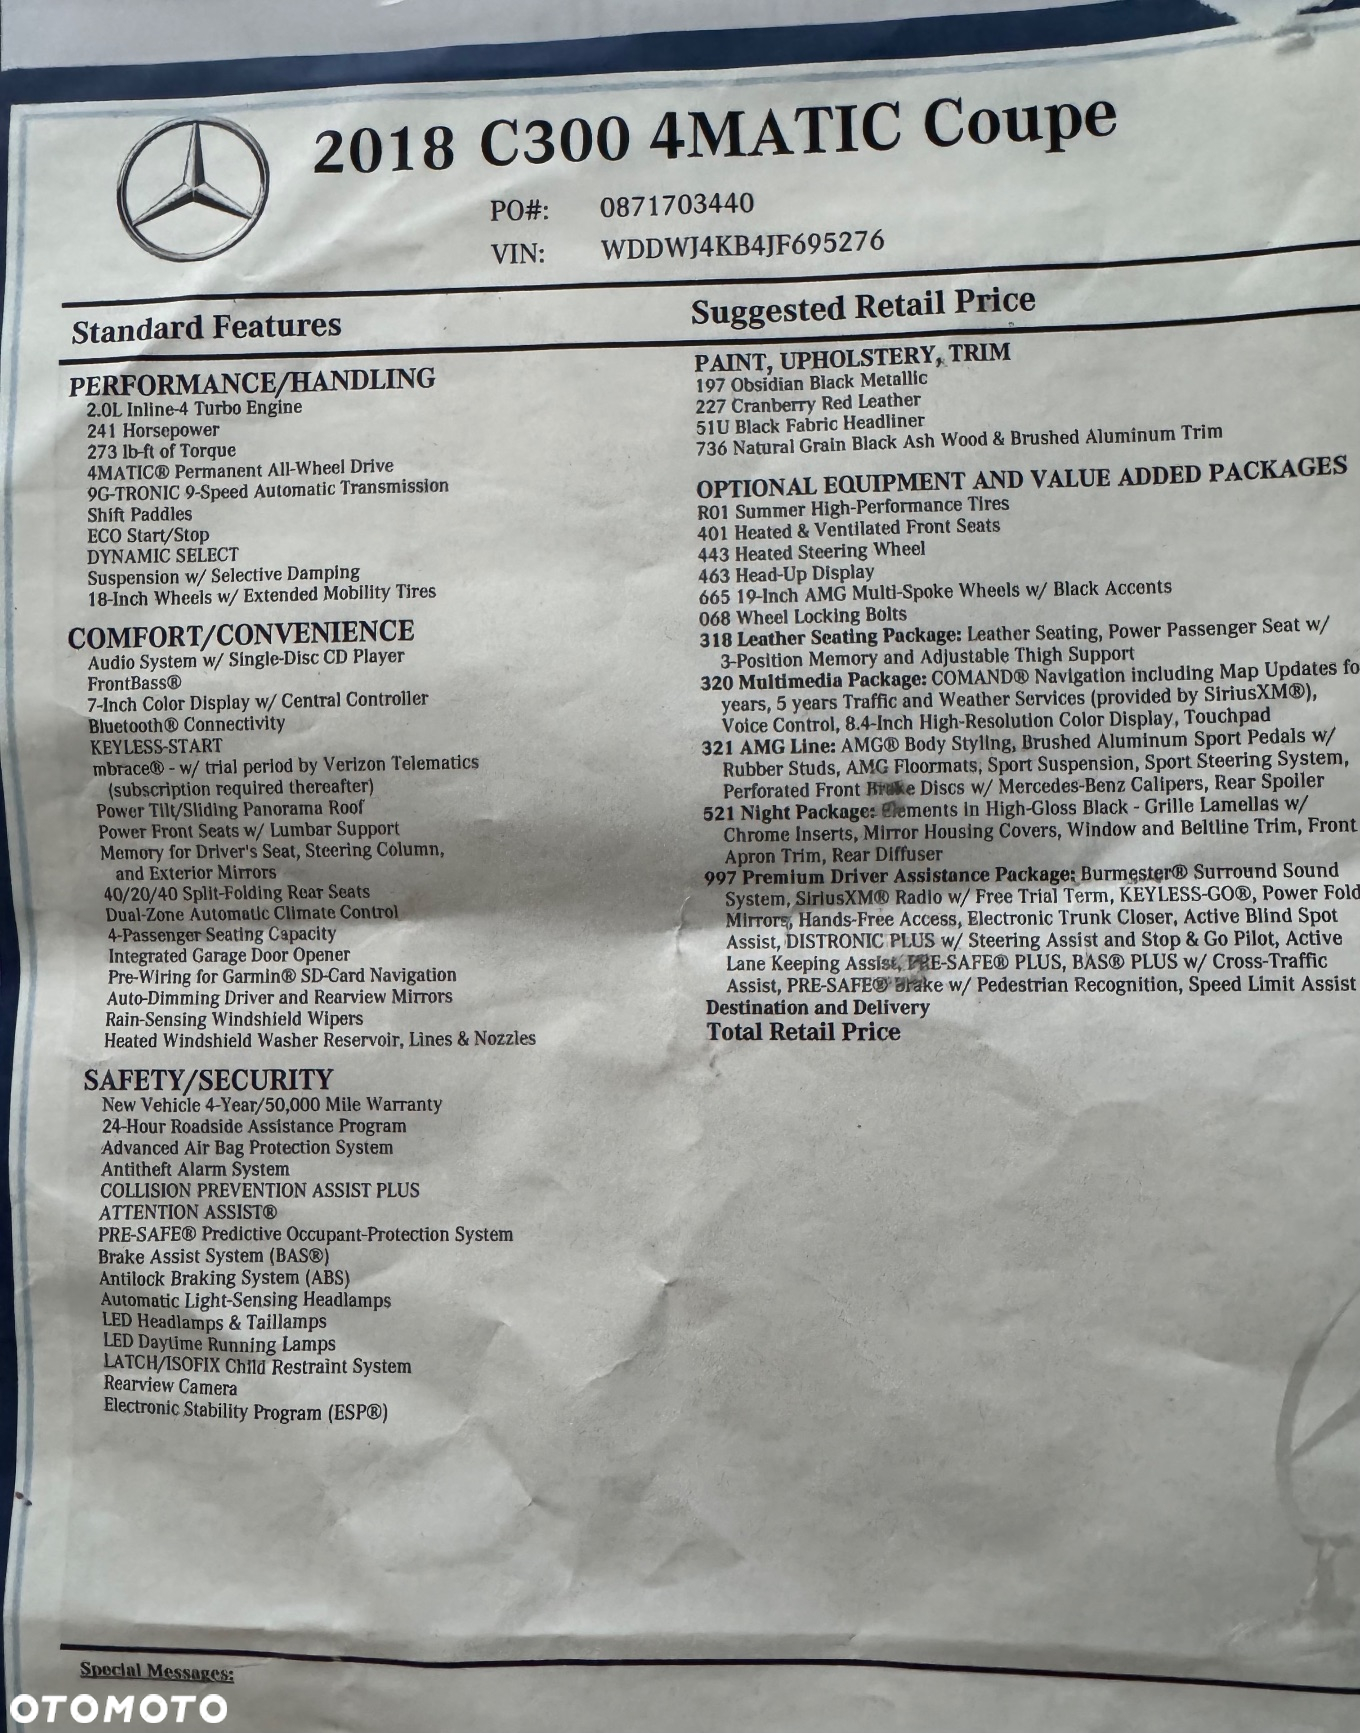 2018 C300 4MATIC Coupe
PO#: 0871703440
VIN: WDDWJ4KB4JF695276
Standard Features
PERFORMANCE/HANDLING
2.0L Inline-4 Turbo Engine
241 Horsepower
273 lb-ft of Torque
4MATIC® Permanent All-Wheel Drive
9G-TRONIC 9-Speed Automatic Transmission
Shift Paddles
ECO Start/Stop
DYNAMIC SELECT
Suspension w/ Selective Damping
18-Inch Wheels w/ Extended Mobility Tires
COMFORT/CONVENIENCE
Audio System w/ Single-Disc CD Player
FrontBass®
7-Inch Color Display w/ Central Controller
Bluetooth® Connectivity
KEYLESS-START
mbrace® - w/ trial period by Verizon Telematics
(subscription required thereafter)
Power Tilt/Sliding Panorama Roof
Power Front Seats w/ Lumbar Support
Memory for Driver's Seat, Steering Column,
and Exterior Mirrors
40/20/40 Split-Folding Rear Seats
Dual-Zone Automatic Climate Control
4-Passenger Seating Capacity
Integrated Garage Door Opener
Pre-Wiring for Garmin® SD-Card Navigation
Auto-Dimming Driver and Rearview Mirrors
Rain-Sensing Windshield Wipers
Heated Windshield Washer Reservoir, Lines & Nozzles
SAFETY/SECURITY
New Vehicle 4-Year/50,000 Mile Warranty
24-Hour Roadside Assistance Program
Advanced Air Bag Protection System
Antitheft Alarm System
COLLISION PREVENTION ASSIST PLUS
ATTENTION ASSIST®
PRE-SAFE® Predictive Occupant-Protection System
Brake Assist System (BAS®)
Antilock Braking System (ABS)
Automatic Light-Sensing Headlamps
LED Headlamps & Taillamps
LED Daytime Running Lamps
LATCH/ISOFIX Child Restraint System
Rearview Camera
Electronic Stability Program (ESP®)
Suggested Retail Price
PAINT, UPHOLSTERY, TRIM
197 Obsidian Black Metallic
227 Cranberry Red Leather
51U Black Fabric Headliner
736 Natural Grain Black Ash Wood & Brushed Aluminum Trim
OPTIONAL EQUIPMENT AND VALUE ADDED PACKAGES
R01 Summer High-Performance Tires
401 Heated & Ventilated Front Seats
443 Heated Steering Wheel
463 Head-Up Display
665 19-Inch AMG Multi-Spoke Wheels w/ Black Accents
068 Wheel Locking Bolts
318 Leather Seating Package: Leather Seating, Power Passenger Seat w/
3-Position Memory and Adjustable Thigh Support
320 Multimedia Package: COMAND® Navigation including Map Updates fo
years, 5 years Traffic and Weather Services (provided by SiriusXM®),
Voice Control, 8.4-Inch High-Resolution Color Display, Touchpad
321 AMG Line: AMG® Body Styling, Brushed Aluminum Sport Pedals w/
Rubber Studs, AMG Floormats, Sport Suspension, Sport Steering System,
Perforated Front Brake Discs w/ Mercedes-Benz Calipers, Rear Spoiler
521 Night Package: Elements in High-Gloss Black - Grille Lamellas w/
Chrome Inserts, Mirror Housing Covers, Window and Beltline Trim, Front
Apron Trim, Rear Diffuser
997 Premium Driver Assistance Package: Burmester® Surround Sound
System, SiriusXM® Radio w/ Free Trial Term, KEYLESS-GO®, Power Fold
Mirrors, Hands-Free Access, Electronic Trunk Closer, Active Blind Spot
Assist, DISTRONIC PLUS w/ Steering Assist and Stop & Go Pilot, Active
Lane Keeping Assist, PRE-SAFE® PLUS, BAS® PLUS w/ Cross-Traffic
Assist, PRE-SAFE® Brake w/ Pedestrian Recognition, Speed Limit Assist
Destination and Delivery
Total Retail Price
Special Messages:
OTOMOTO